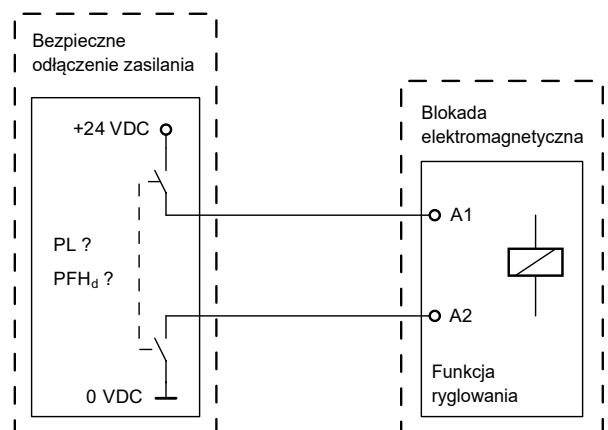 Bezpieczne
odłączenie zasilania
+24 VDC
PL ?
PFHd ?
0 VDC
Blokada
elektromagnetyczna
A1
A2
Funkcja
ryglowania